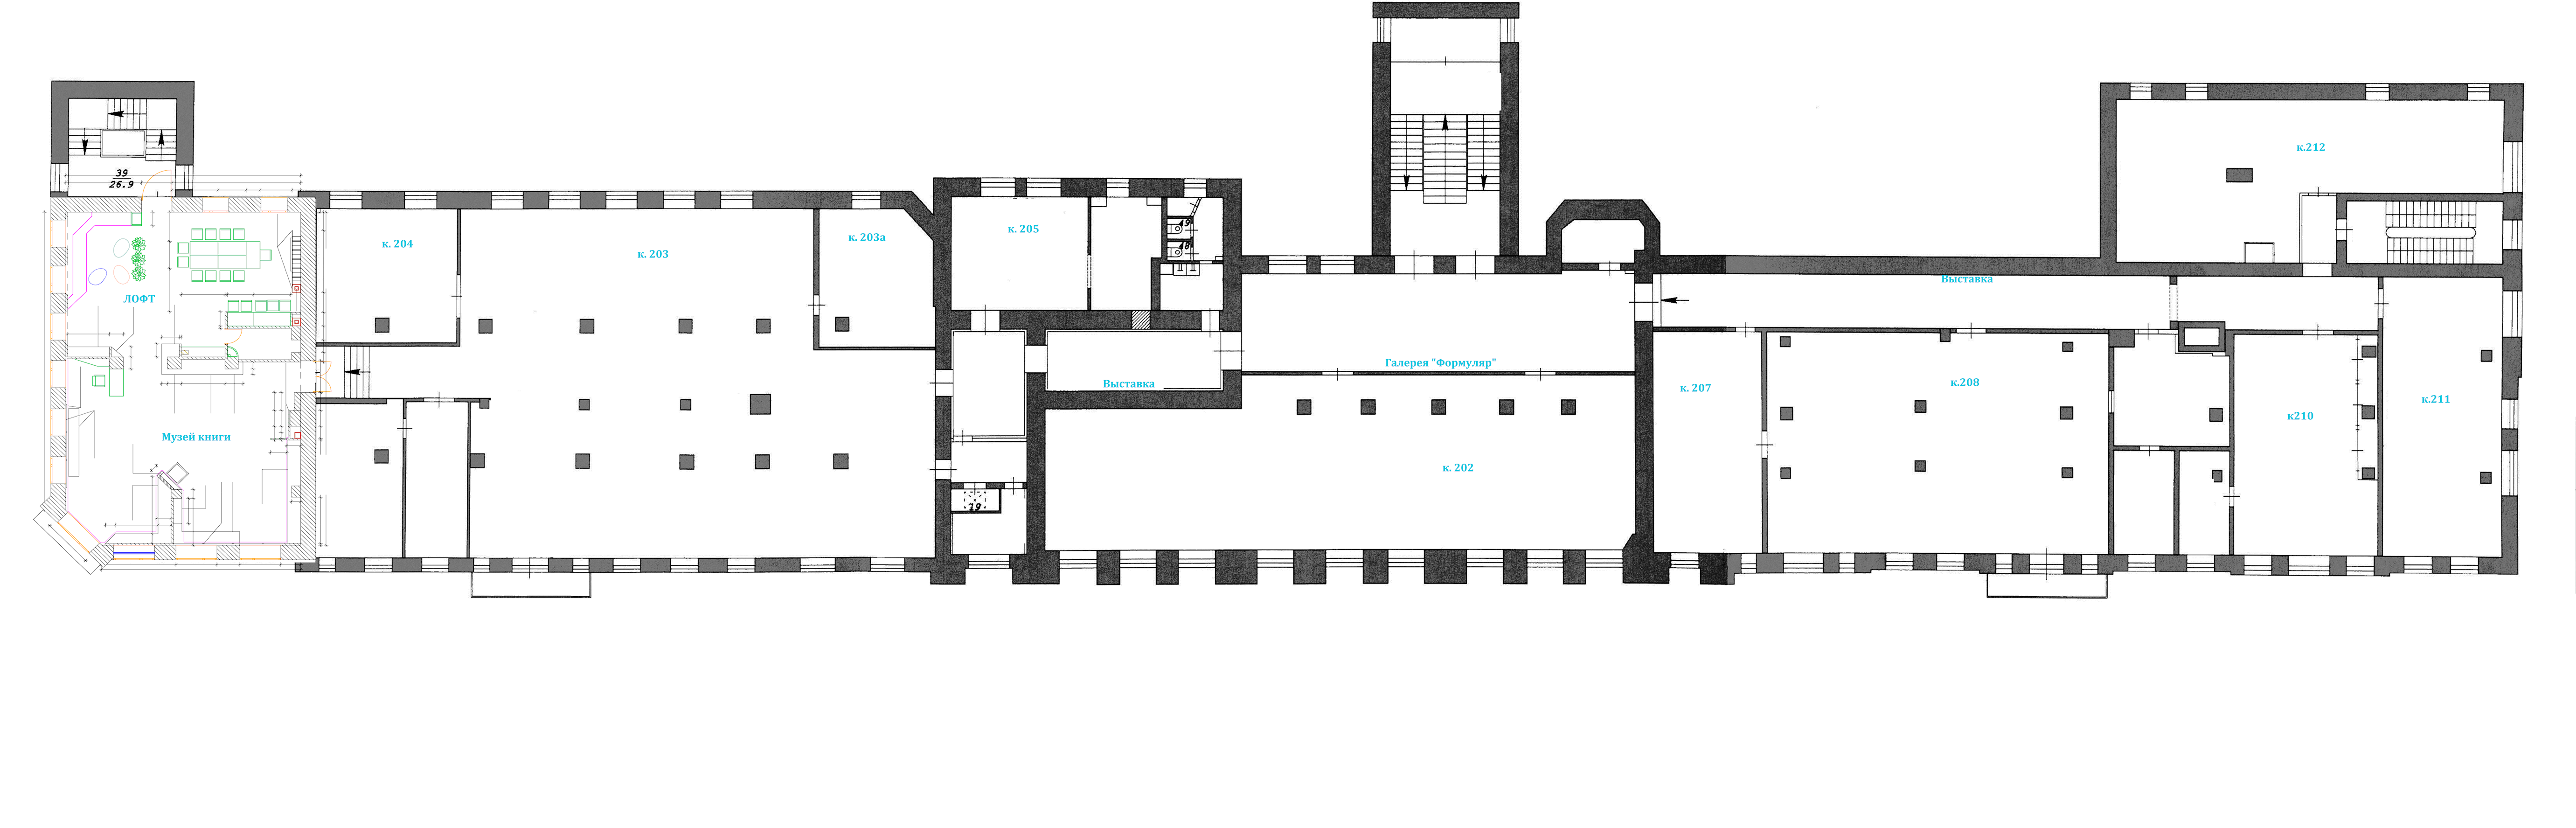 39
26.9
к.212
к. 204
к. 203
к. 203а
к. 205
49
48
ЛОФТ
Выставка
Галерея "Формуляр"
Выставка
к. 207
к.208
к210
к.211
Музей книги
к. 202
19